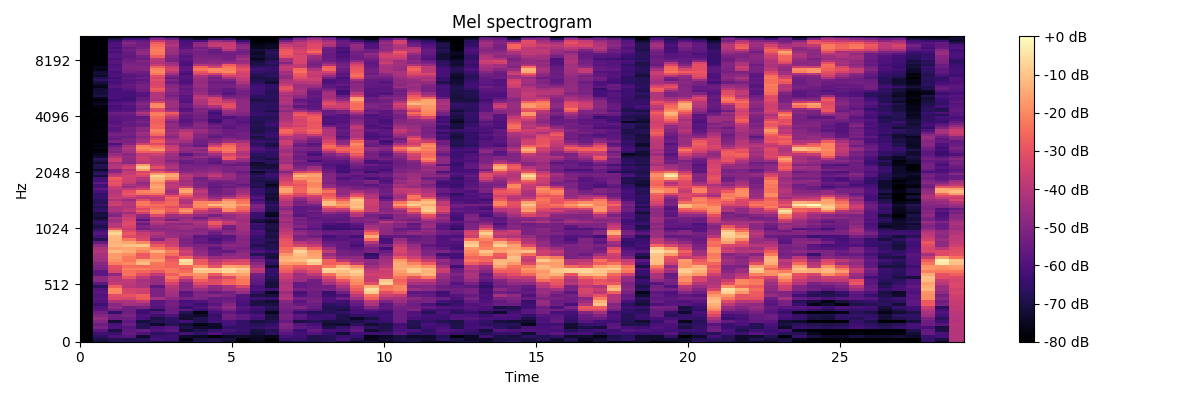 Mel spectrogram
8192
4096
2048
1024
512
0
Hz
0 5 10 15 20 25
Time
+0 dB
-10 dB
-20 dB
-30 dB
-40 dB
-50 dB
-60 dB
-70 dB
-80 dB